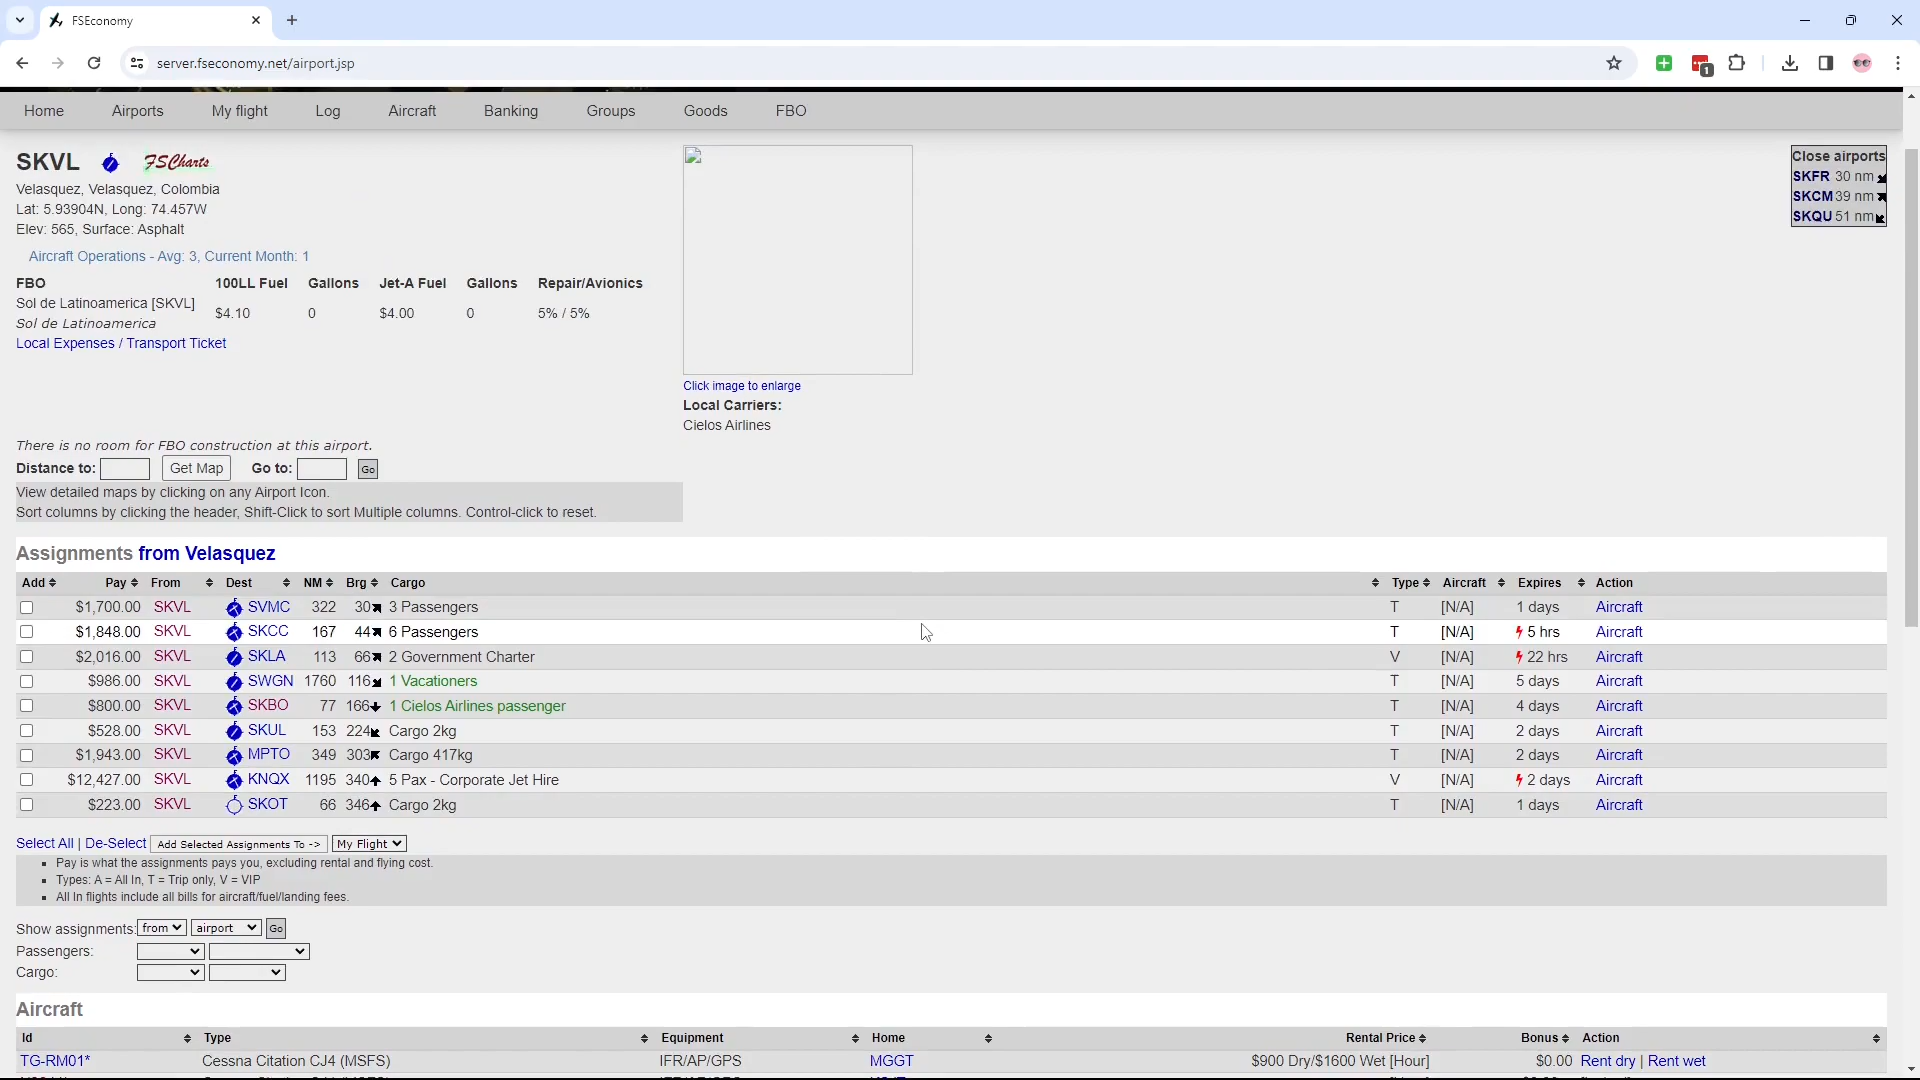 FSEconomy
server.fseconomy.net/airport.jsp
1
Home Airports My flight Log Aircraft Banking Groups Goods FBO
SKVL FSCharts
Velasquez, Velasquez, Colombia
Lat: 5.93904N, Long: 74.457W
Elev: 565, Surface: Asphalt
Aircraft Operations - Avg: 3, Current Month: 1
FBO 100LL Fuel Gallons Jet-A Fuel Gallons Repair/Avionics
Sol de Latinoamerica [SKVL] $4.10 0 $4.00 0 5% / 5%
Sol de Latinoamerica
Local Expenses / Transport Ticket
Click image to enlarge
Local Carriers:
Cielos Airlines
Close airports
SKFR 30 nm
SKCM 39 nm
SKQU 51 nm
There is no room for FBO construction at this airport.
Distance to: Get Map Go to: Go
View detailed maps by clicking on any Airport Icon.
Sort columns by clicking the header, Shift-Click to sort Multiple columns. Control-click to reset.
Assignments from Velasquez
Add Pay From Dest NM Brg Cargo Type Aircraft Expires Action
$1,700.00 SKVL SVMC 322 30 3 Passengers T [N/A] 1 days Aircraft
$1,848.00 SKVL SKCC 167 44 6 Passengers T [N/A] 5 hrs Aircraft
$2,016.00 SKVL SKLA 113 66 2 Government Charter V [N/A] 22 hrs Aircraft
$986.00 SKVL SWGN 1760 116 1 Vacationers T [N/A] 5 days Aircraft
$800.00 SKVL SKBO 77 166 1 Cielos Airlines passenger T [N/A] 4 days Aircraft
$528.00 SKVL SKUL 153 224 Cargo 2kg T [N/A] 2 days Aircraft
$1,943.00 SKVL MPTO 349 303 Cargo 417kg T [N/A] 2 days Aircraft
$12,427.00 SKVL KNQX 1195 340 5 Pax - Corporate Jet Hire V [N/A] 2 days Aircraft
$223.00 SKVL SKOT 66 346 Cargo 2kg T [N/A] 1 days Aircraft
Select All | De-Select Add Selected Assignments To -> My Flight
Pay is what the assignments pays you, excluding rental and flying cost.
Types: A = All In, T = Trip only, V = VIP
All In flights include all bills for aircraft/fuel/landing fees.
Show assignments: from airport Go
Passengers:
Cargo:
Aircraft
Id Type Equipment Home Rental Price Bonus Action
TG-RM01* Cessna Citation CJ4 (MSFS) IFR/AP/GPS MGGT $900 Dry/$1600 Wet [Hour] $0.00 Rent dry | Rent wet